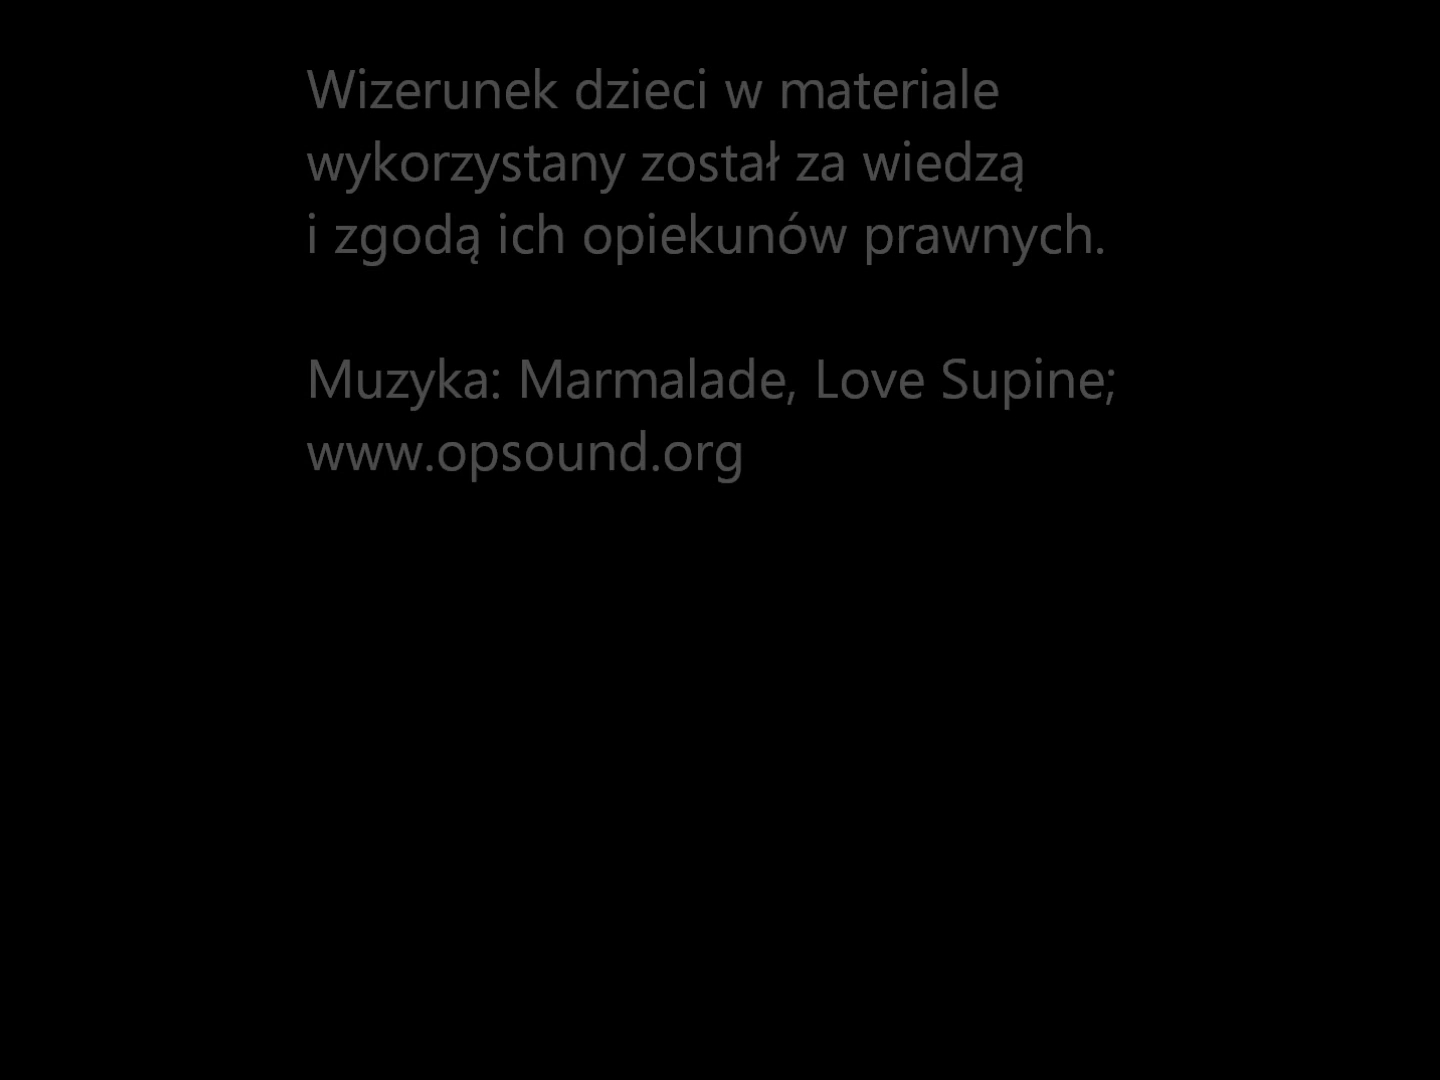 Wizerunek dzieci w materiale
wykorzystany został za wiedzą
i zgodą ich opiekunów prawnych.
Muzyka: Marmalade, Love Supine;
www.opsound.org